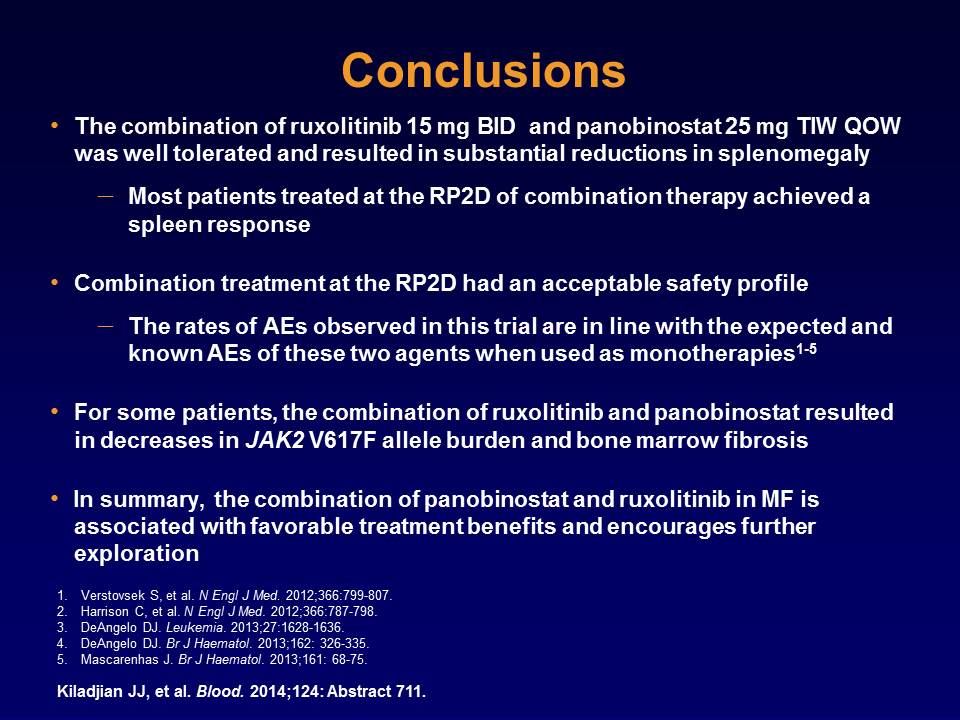 Conclusions
• The combination of ruxolitinib 15 mg BID and panobinostat 25 mg TIW QOW
was well tolerated and resulted in substantial reductions in splenomegaly
– Most patients treated at the RP2D of combination therapy achieved a
spleen response
• Combination treatment at the RP2D had an acceptable safety profile
– The rates of AEs observed in this trial are in line with the expected and
known AEs of these two agents when used as monotherapies1-5
• For some patients, the combination of ruxolitinib and panobinostat resulted
in decreases in JAK2 V617F allele burden and bone marrow fibrosis
• In summary, the combination of panobinostat and ruxolitinib in MF is
associated with favorable treatment benefits and encourages further
exploration
1. Verstovsek S, et al. N Engl J Med. 2012;366:799-807.
2. Harrison C, et al. N Engl J Med. 2012;366:787-798.
3. DeAngelo DJ. Leukemia. 2013;27:1628-1636.
4. DeAngelo DJ. Br J Haematol. 2013;162: 326-335.
5. Mascarenhas J. Br J Haematol. 2013;161: 68-75.
Kiladjian JJ, et al. Blood. 2014;124: Abstract 711.